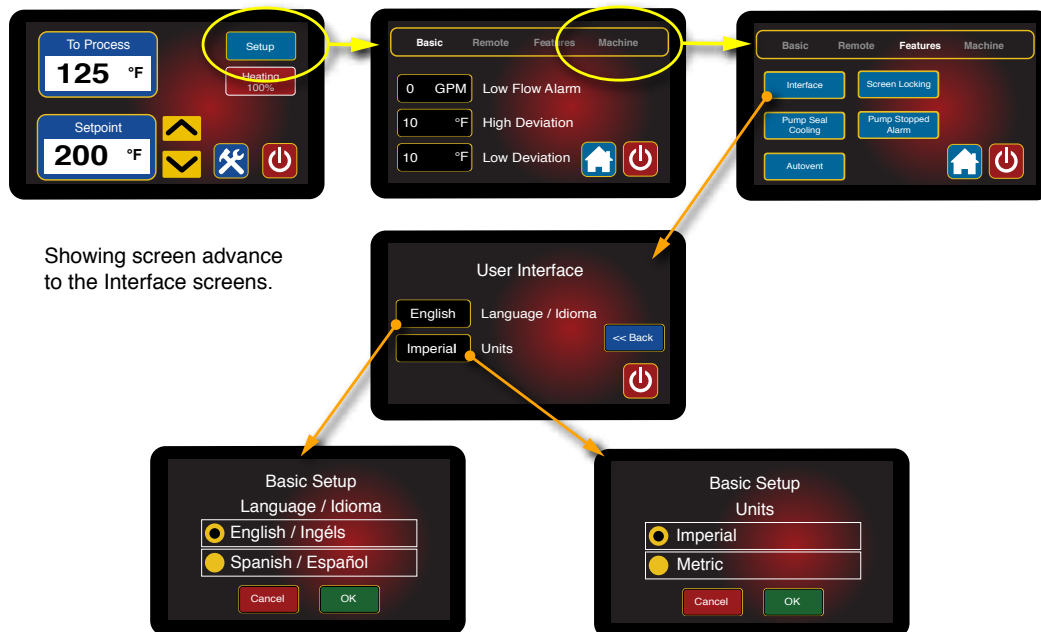 To Process
125 °F
Setup
Heating
100%
Setpoint
200 °F
Basic Remote Features Machine
0 GPM Low Flow Alarm
10 °F High Deviation
10 °F Low Deviation
Basic Remote Features Machine
Interface Screen Locking
Pump Seal
Cooling
Pump Stopped
Alarm
Autovent
Showing screen advance
to the Interface screens.
User Interface
English Language / Idioma
Imperial Units
<< Back
Basic Setup
Language / Idioma
English / Ingéls
Spanish / Español
Cancel OK
Basic Setup
Units
Imperial
Metric
Cancel OK